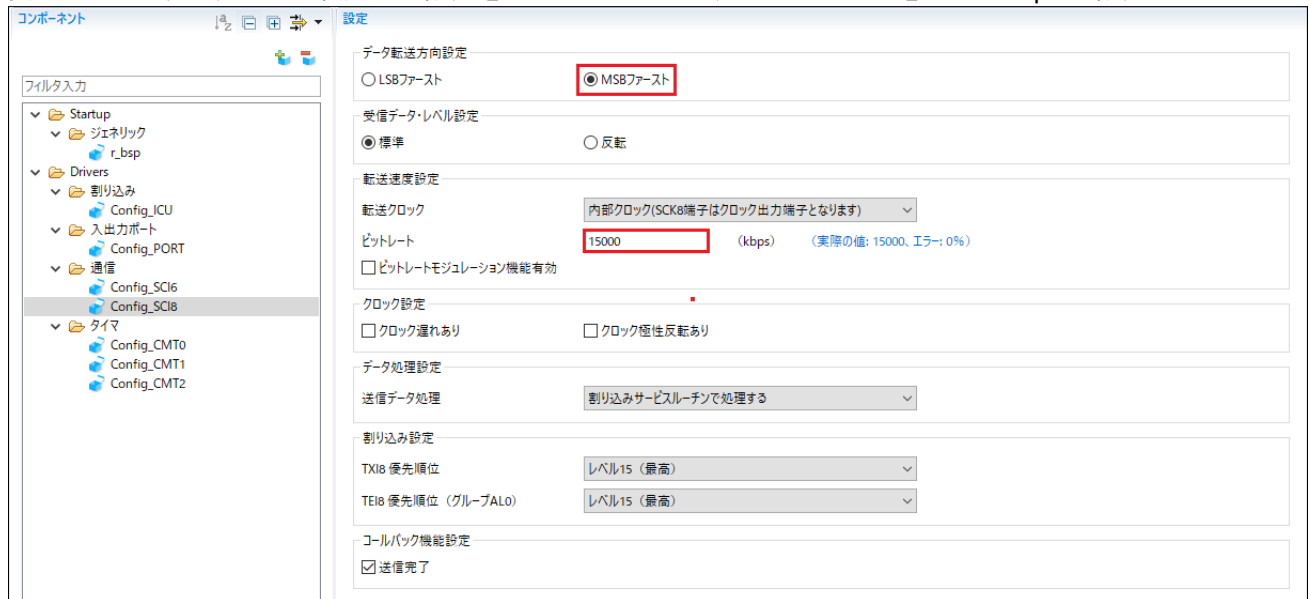 コンポーネント
設定
フィルタ入力
Startup
ジェネリック
r_bsp
Drivers
割り込み
Config_ICU
入出力ポート
Config_PORT
通信
Config_SCI6
Config_SCI8
タイマ
Config_CMT0
Config_CMT1
Config_CMT2
データ転送方向設定
LSBファースト MSBファースト
受信データ・レベル設定
標準 反転
転送速度設定
転送クロック 内部クロック(SCK8端子はクロック出力端子となります)
ビットレート 15000 (kbps) (実際の値: 15000、エラー: 0%)
ビットレートモジュレーション機能有効
クロック設定
クロック遅れあり クロック極性反転あり
データ処理設定
送信データ処理 割り込みサービスルーチンで処理する
割り込み設定
TXI8 優先順位 レベル15（最高）
TEI8 優先順位（グループAL0） レベル15（最高）
コールバック機能設定
送信完了